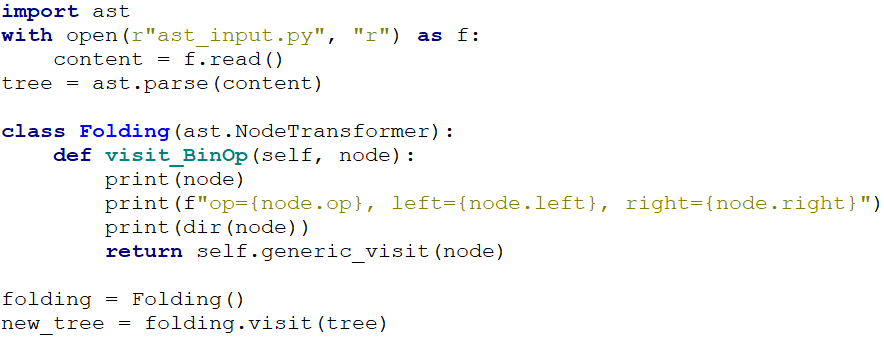 import ast
with open(r"ast_input.py", "r") as f:
    content = f.read()
tree = ast.parse(content)

class Folding(ast.NodeTransformer):
    def visit_BinOp(self, node):
        print(node)
        print(f"op={node.op}, left={node.left}, right={node.right}")
        print(dir(node))
        return self.generic_visit(node)

folding = Folding()
new_tree = folding.visit(tree)